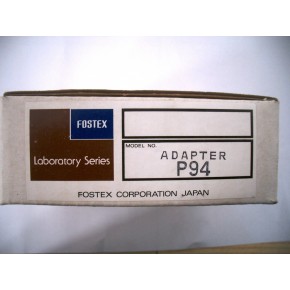 FOSTEX
Laboratory Series
MODEL NO.
ADAPTER
P94
FOSTEX CORPORATION JAPAN